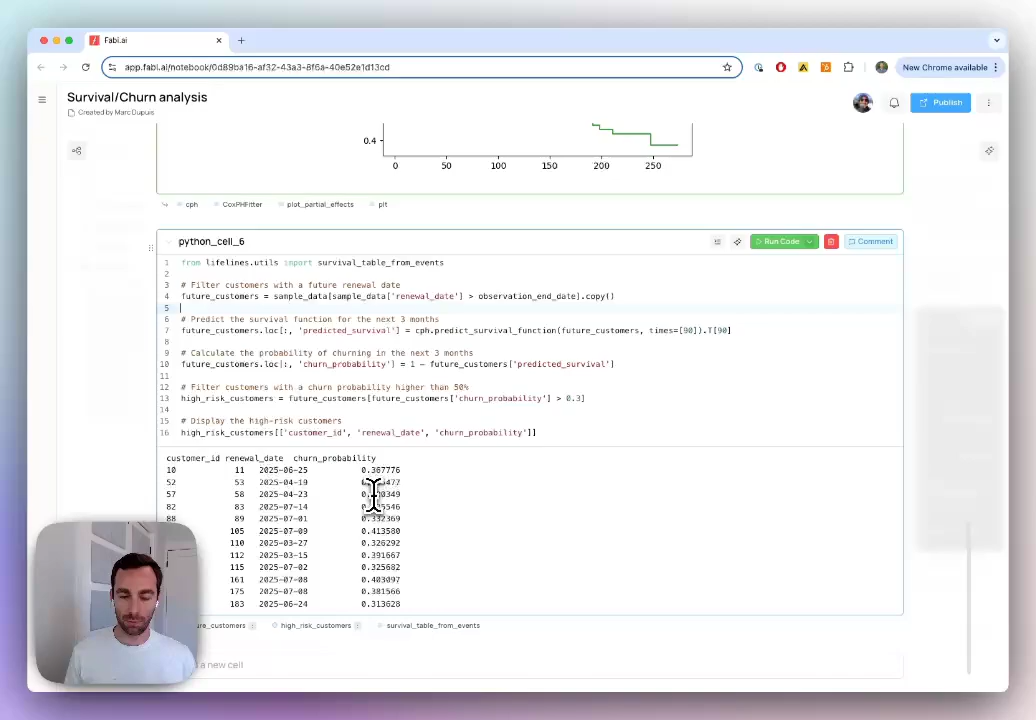 Fabi.ai
app.fabi.ai/notebook/0d89ba16-af32-43a3-8f6a-40e52e1d13cd
New Chrome available
Survival/Churn analysis
Created by Marc Dupuis
Publish
0.4
0 50 100 150 200 250
cph CoxPHFitter plot_partial_effects plt
python_cell_6
Run Code
Comment
1 from lifelines.utils import survival_table_from_events
2
3 # Filter customers with a future renewal date
4 future_customers = sample_data[sample_data['renewal_date'] > observation_end_date].copy()
5
6 # Predict the survival function for the next 3 months
7 future_customers.loc[:, 'predicted_survival'] = cph.predict_survival_function(future_customers, times=[90]).T[90]
8
9 # Calculate the probability of churning in the next 3 months
10 future_customers.loc[:, 'churn_probability'] = 1 - future_customers['predicted_survival']
11
12 # Filter customers with a churn probability higher than 50%
13 high_risk_customers = future_customers[future_customers['churn_probability'] > 0.3]
14
15 # Display the high-risk customers
16 high_risk_customers[['customer_id', 'renewal_date', 'churn_probability']]
customer_id renewal_date churn_probability
10 11 2025-06-25 0.367776
52 53 2025-04-19
57 58 2025-04-23
82 83 2025-07-14
88 89 2025-07-01 0.332369
105 2025-07-09 0.413580
110 2025-03-27 0.326292
112 2025-03-15 0.391667
115 2025-07-02 0.325682
161 2025-07-08 0.403097
175 2025-07-08 0.381566
183 2025-06-24 0.313628
ure_customers high_risk_customers survival_table_from_events
a new cell